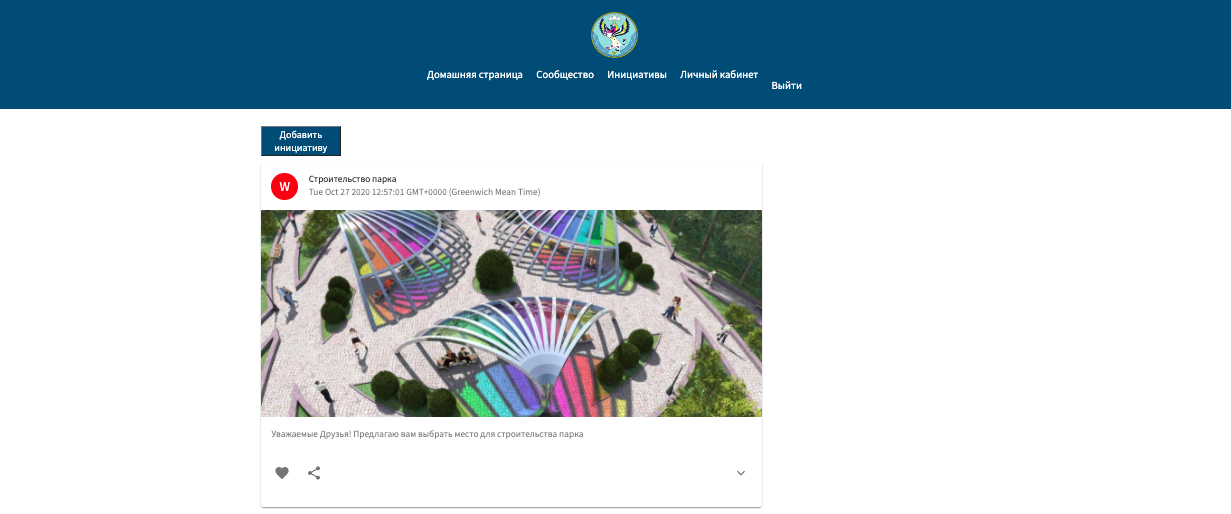 Домашняя страница Сообщество Инициативы Личный кабинет
Выйти
Добавить
инициативу
W
Строительство парка
Tue Oct 27 2020 12:57:01 GMT+0000 (Greenwich Mean Time)
Уважаемые Друзья! Предлагаю вам выбрать место для строительства парка